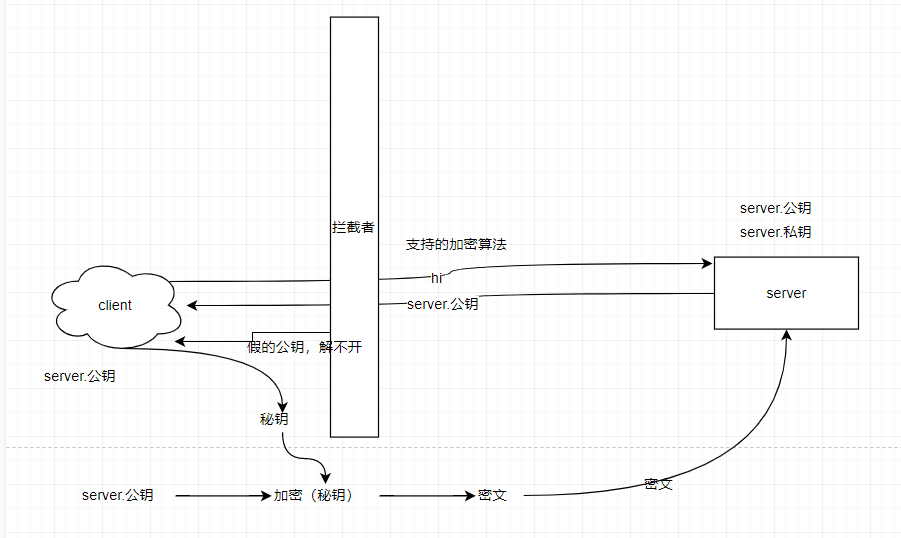 server.公钥
server.私钥
拦截者
支持的加密算法
hi
client
server
server.公钥
假的公钥，解不开
server.公钥
秘钥
server.公钥
加密（秘钥）
密文
密文